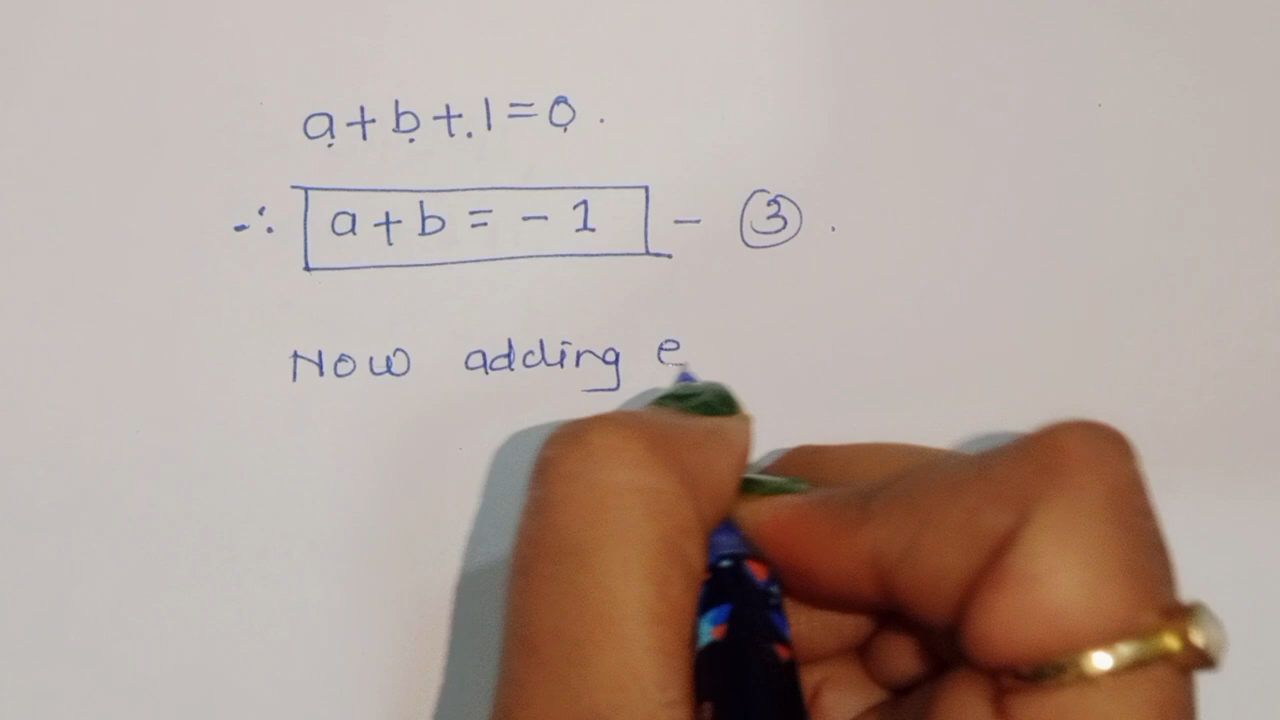 a+b+.1=0.
∴ a+b = -1 - ③.
Now adding e